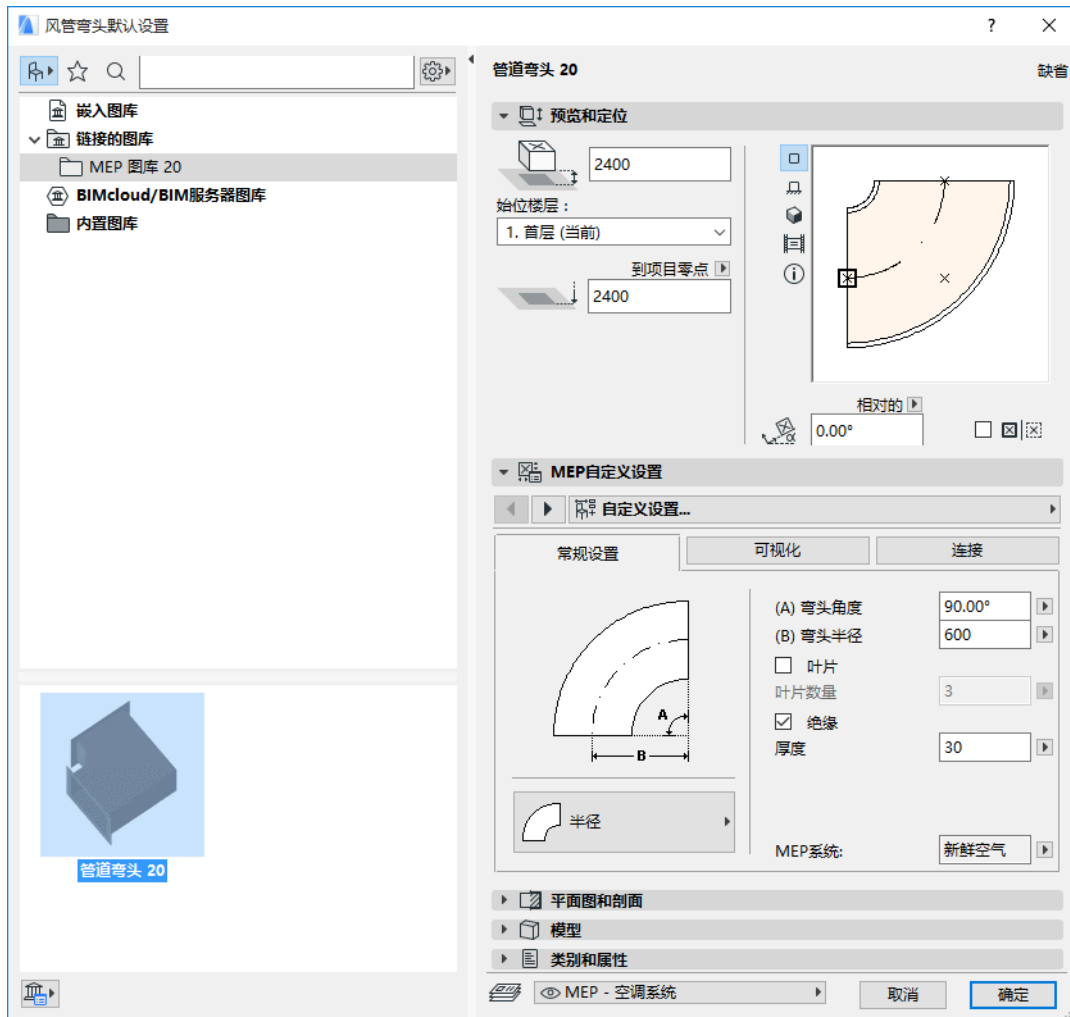 风管弯头默认设置
?
嵌入图库
链接的图库
MEP 图库 20
BIMcloud/BIM服务器图库
内置图库
管道弯头 20
管道弯头 20
缺省
预览和定位
2400
始位楼层：
1. 首层 (当前)
到项目零点
2400
相对的
α
0.00°
MEP自定义设置
自定义设置...
常规设置
可视化
连接
A
B
半径
(A) 弯头角度
90.00°
(B) 弯头半径
600
叶片
叶片数量
3
绝缘
厚度
30
MEP系统:
新鲜空气
平面图和剖面
模型
类别和属性
MEP - 空调系统
取消
确定